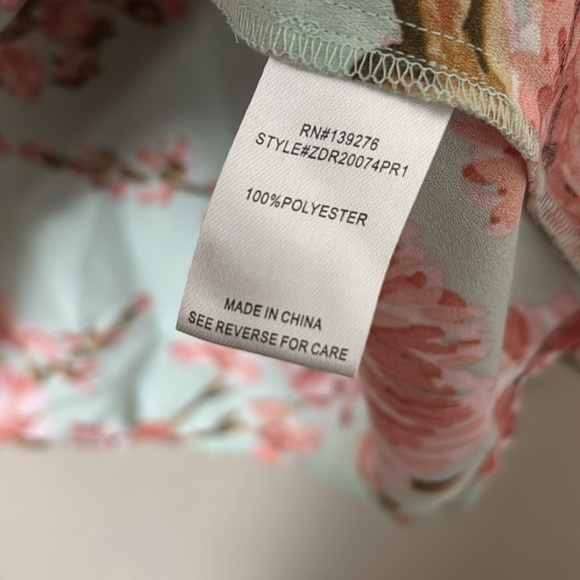 RN#139276
STYLE#ZDR20074PR1
100%POLYESTER
MADE IN CHINA
SEE REVERSE FOR CARE